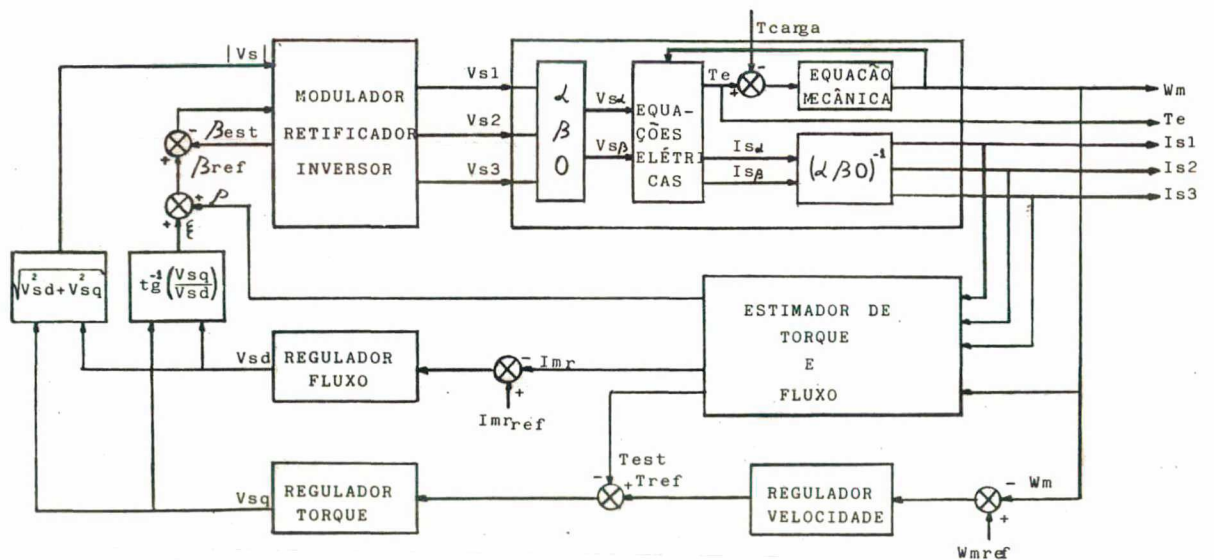 Tcarga
|Vs|
MODULADOR
RETIFICADOR
INVERSOR
Vs1
Vs2
Vs3
α
β
0
Vsα
Vsβ
EQUA-
ÇÕES
ELÉTRI
CAS
Te
- +
EQUACÃO
MECÂNICA
Wm
Te
Is1
Is2
Is3
Isα
Isβ
(αβ0)⁻¹
- βest
+
βref
+ ρ
+
ξ
√Vsd²+Vsq²
tg⁻¹(Vsq/Vsd)
ESTIMADOR DE
TORQUE
E
FLUXO
Vsd
REGULADOR
FLUXO
- Imr
+
Imrref
Test
- +Tref
Vsq
REGULADOR
TORQUE
REGULADOR
VELOCIDADE
- Wm
+
Wmref